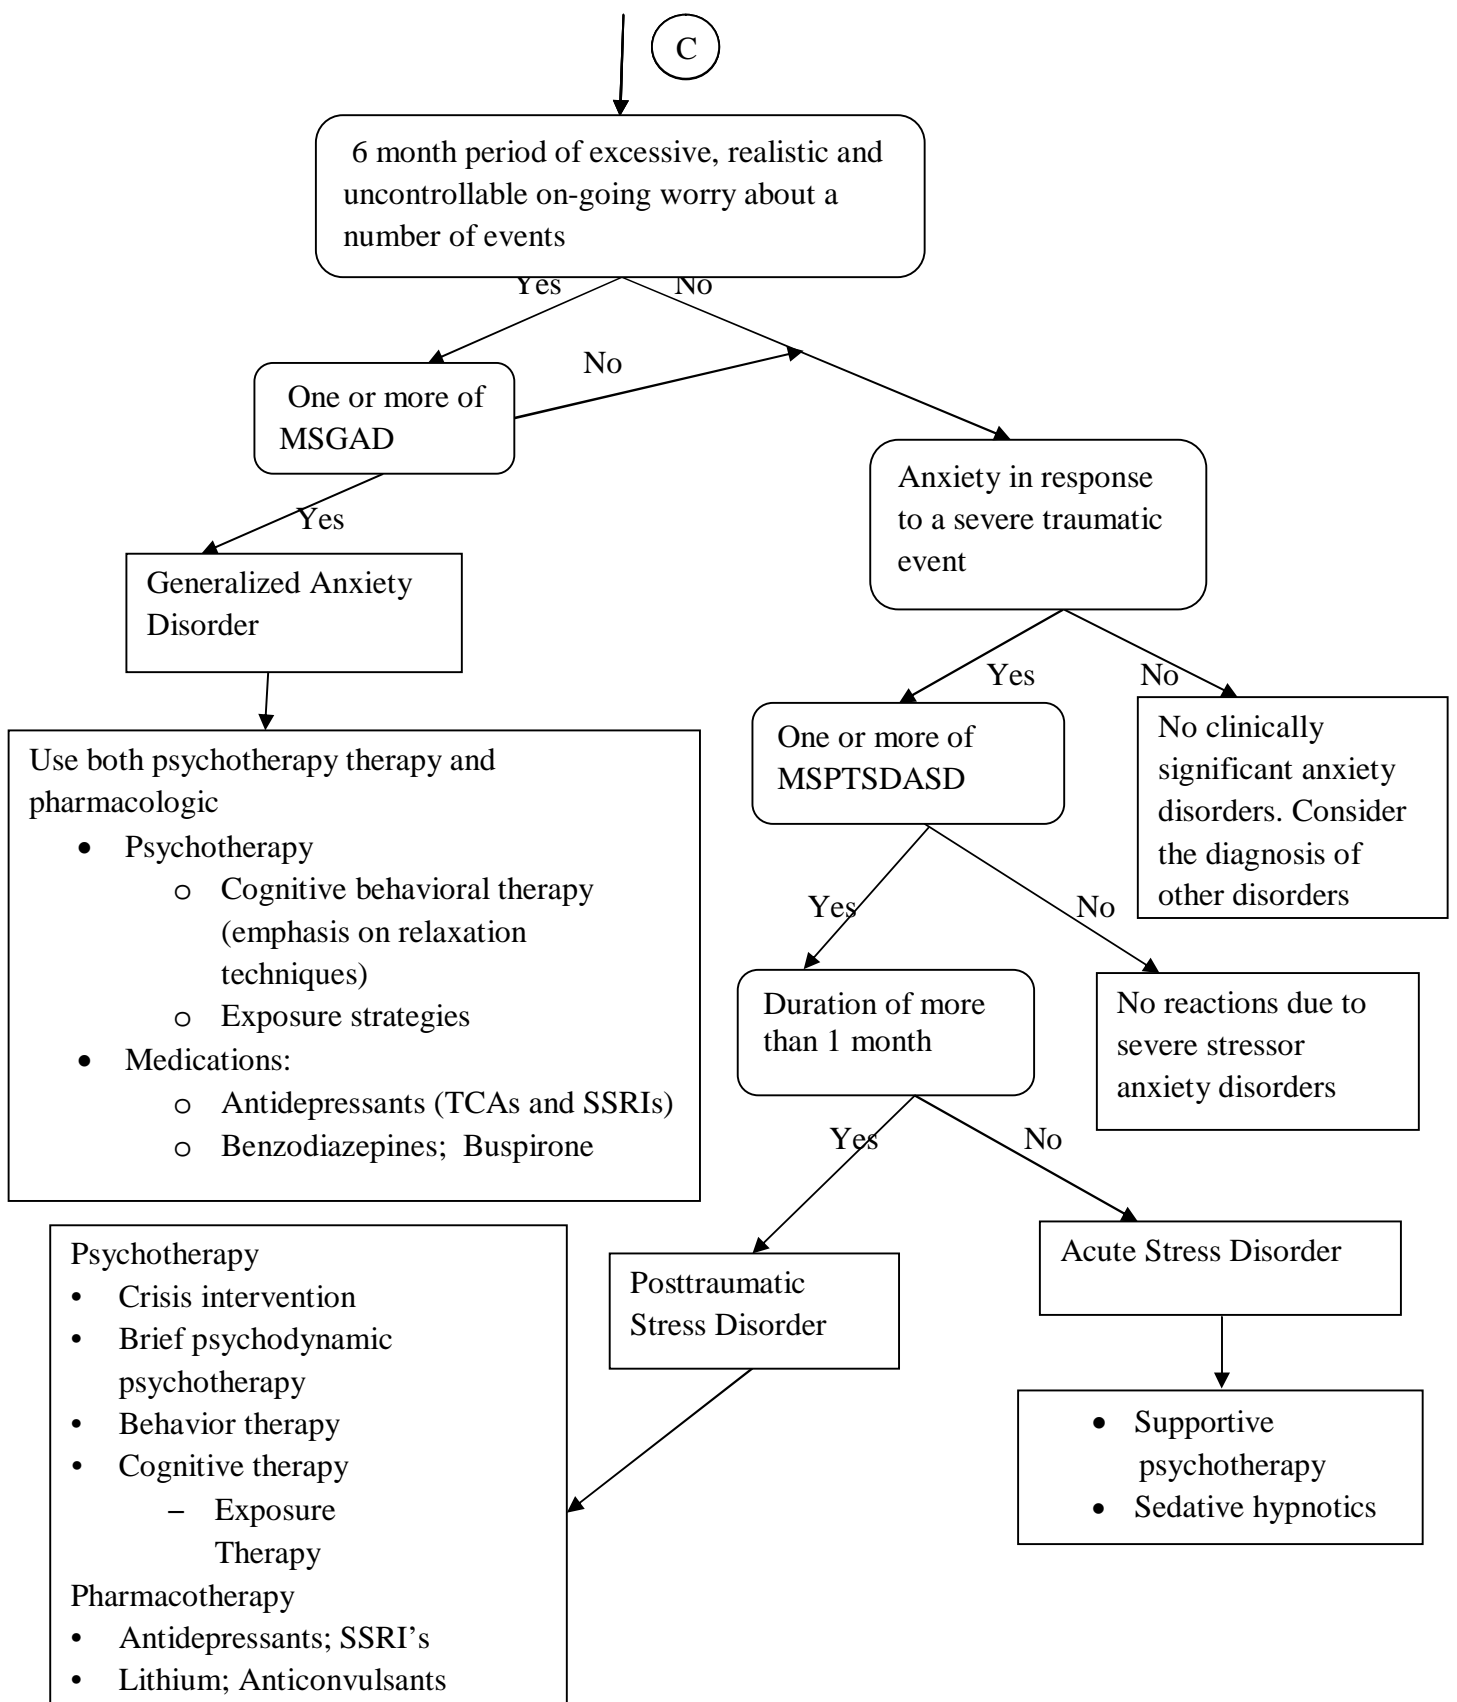 C
6 month period of excessive, realistic and
uncontrollable on-going worry about a
number of events
Yes
No
One or more of
MSGAD
No
Yes
Generalized Anxiety
Disorder
Use both psychotherapy therapy and
pharmacologic
• Psychotherapy
o Cognitive behavioral therapy
(emphasis on relaxation
techniques)
o Exposure strategies
• Medications:
o Antidepressants (TCAs and SSRIs)
o Benzodiazepines; Buspirone
Anxiety in response
to a severe traumatic
event
Yes
No
One or more of
MSPTSDASD
No clinically
significant anxiety
disorders. Consider
the diagnosis of
other disorders
Yes
No
Duration of more
than 1 month
No reactions due to
severe stressor
anxiety disorders
Yes
No
Posttraumatic
Stress Disorder
Acute Stress Disorder
Psychotherapy
• Crisis intervention
• Brief psychodynamic
psychotherapy
• Behavior therapy
• Cognitive therapy
– Exposure
Therapy
Pharmacotherapy
• Antidepressants; SSRI’s
• Lithium; Anticonvulsants
• Supportive
psychotherapy
• Sedative hypnotics